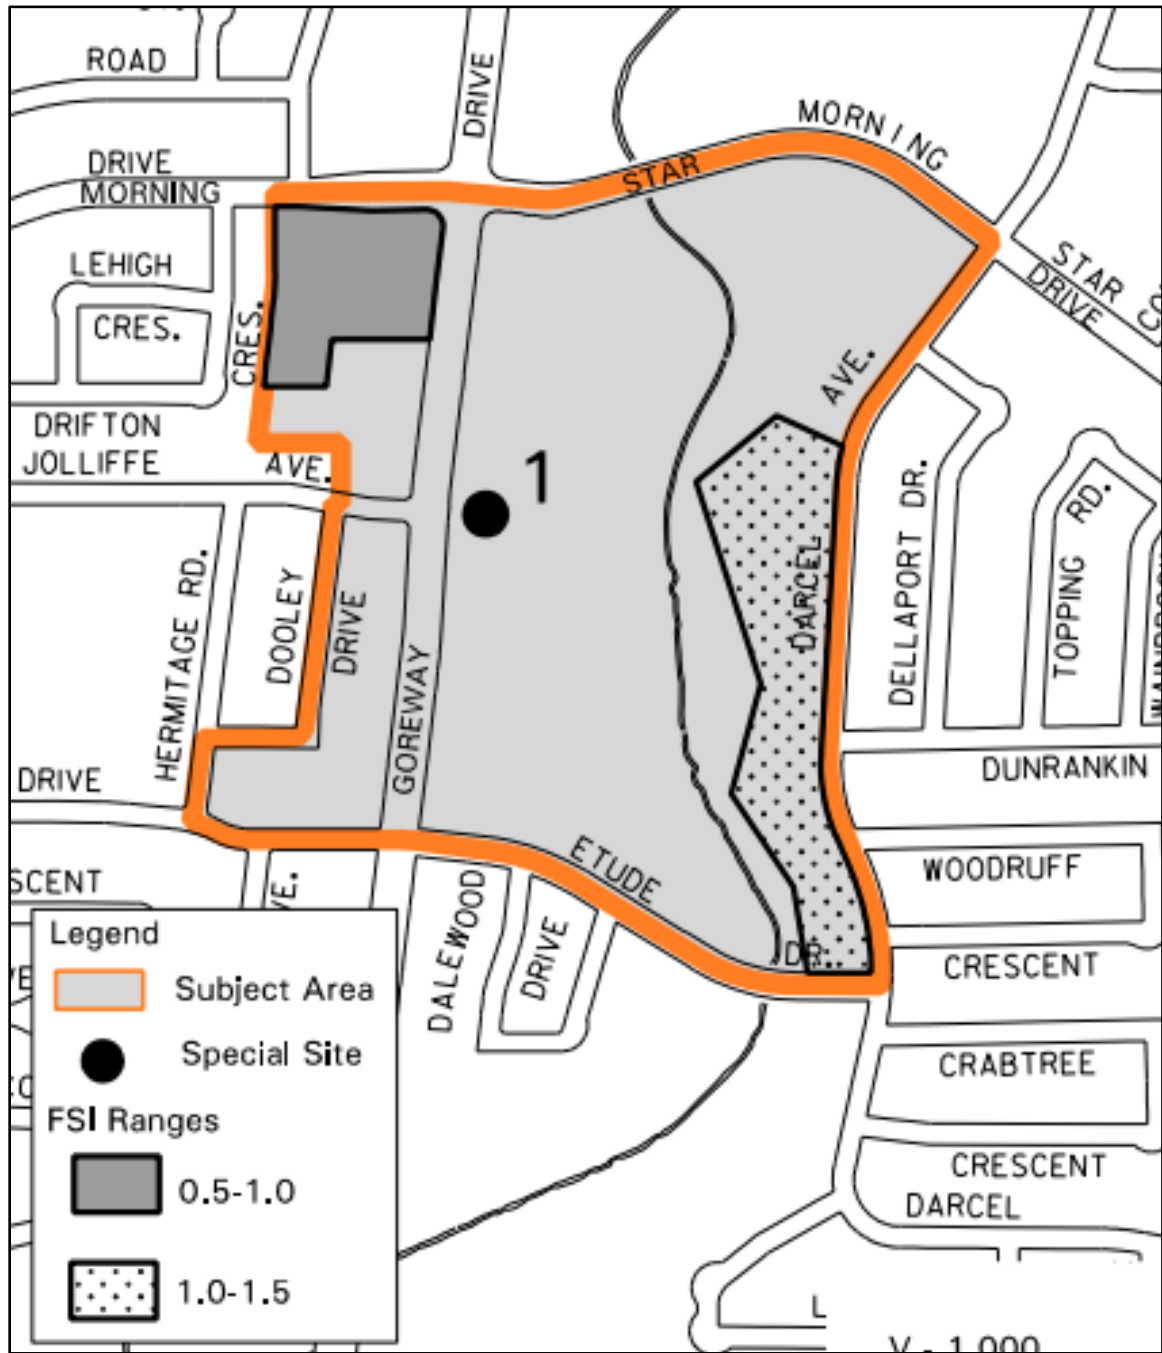 ROAD
DRIVE
MORNING
DRIVE
MORNING
STAR
STAR
DRIVE
LEHIGH
CRES.
CRES.
DRIFTON
JOLLIFFE
AVE.
AVE.
1
HERMITAGE RD.
DOOLEY
DRIVE
GOREWAY
DARCEL
DELLAPORT DR.
TOPPING
RD.
DRIVE
DUNRANKIN
ETUDE
DR.
WOODRUFF
CRESCENT
DALEWOOD
DRIVE
CRABTREE
CRESCENT
DARCEL
Legend
Subject Area
Special Site
FSI Ranges
0.5-1.0
1.0-1.5